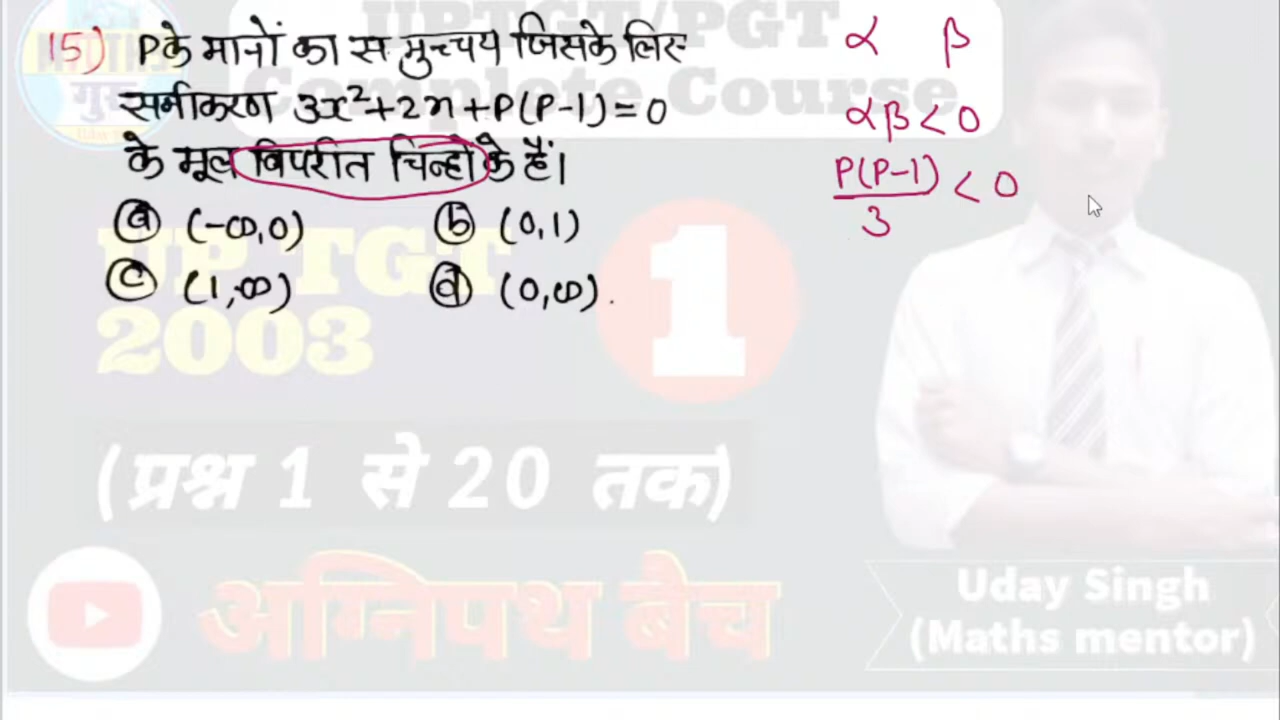 15) P के मानों का समुच्चय जिसके लिए
समीकरण 3x²+2x+P(P-1)=0
के मूल विपरीत चिन्हों के हैं।
(a) (-∞,0)
(b) (0,1)
(c) (1,∞)
(d) (0,∞).
α β
αβ<0
P(P-1)/3 < 0
UPTGT/PGT
Complete Course
गुरु
UP TGT
2003
1
(प्रश्न 1 से 20 तक)
अग्निपथ बैच
Uday Singh
(Maths mentor)